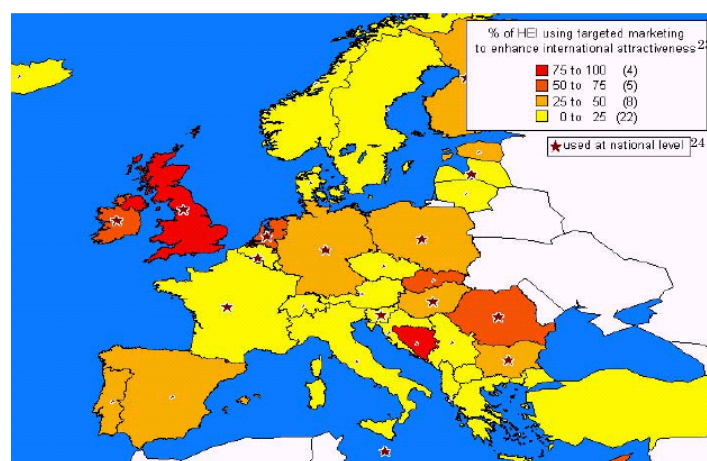 % of HEI using targeted marketing
to enhance international attractiveness
75 to 100 (4)
50 to 75 (5)
25 to 50 (8)
0 to 25 (22)
used at national level 24